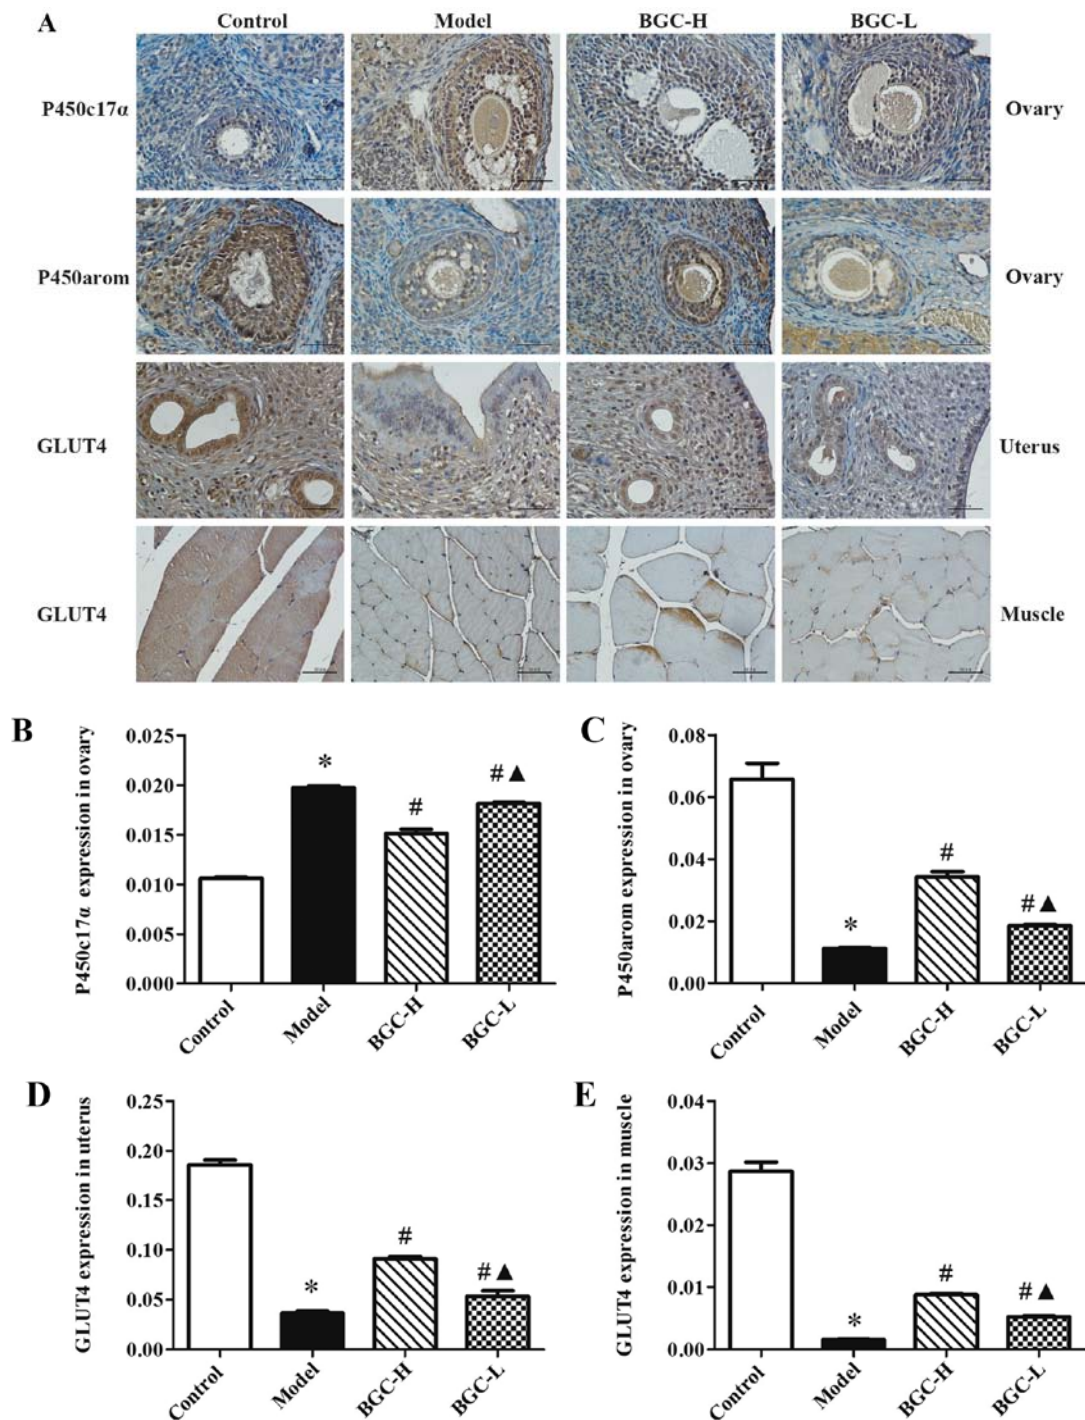 A
Control Model BGC-H BGC-L
P450c17α Ovary
P450arom Ovary
GLUT4 Uterus
GLUT4 Muscle
B
P450c17α expression in ovary
0.025
0.020
0.015
0.010
0.005
0.000
*
#
#▲
Control Model BGC-H BGC-L
C
P450arom expression in ovary
0.08
0.06
0.04
0.02
0.00
*
#
#▲
Control Model BGC-H BGC-L
D
GLUT4 expression in uterus
0.25
0.20
0.15
0.10
0.05
0.00
*
#
#▲
Control Model BGC-H BGC-L
E
GLUT4 expression in muscle
0.04
0.03
0.02
0.01
0.00
*
#
#▲
Control Model BGC-H BGC-L